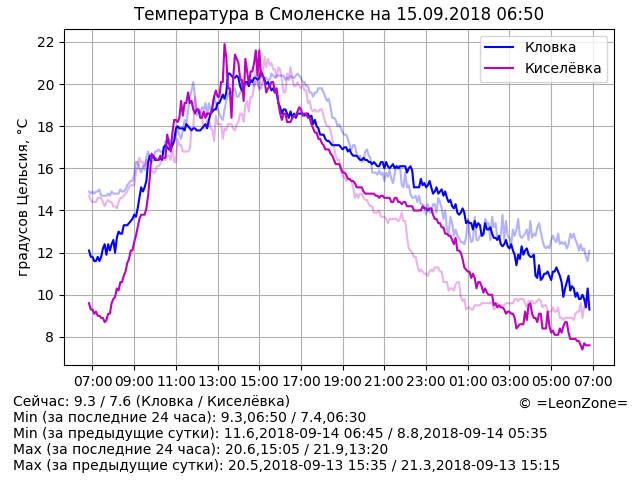 Температура в Смоленске на 15.09.2018 06:50
Кловка
Киселёвка
градусов Цельсия, °C
22
20
18
16
14
12
10
8
07:00 09:00 11:00 13:00 15:00 17:00 19:00 21:00 23:00 01:00 03:00 05:00 07:00
Сейчас: 9.3 / 7.6 (Кловка / Киселёвка)
© =LeonZone=
Min (за последние 24 часа): 9.3,06:50 / 7.4,06:30
Min (за предыдущие сутки): 11.6,2018-09-14 06:45 / 8.8,2018-09-14 05:35
Max (за последние 24 часа): 20.6,15:05 / 21.9,13:20
Max (за предыдущие сутки): 20.5,2018-09-13 15:35 / 21.3,2018-09-13 15:15